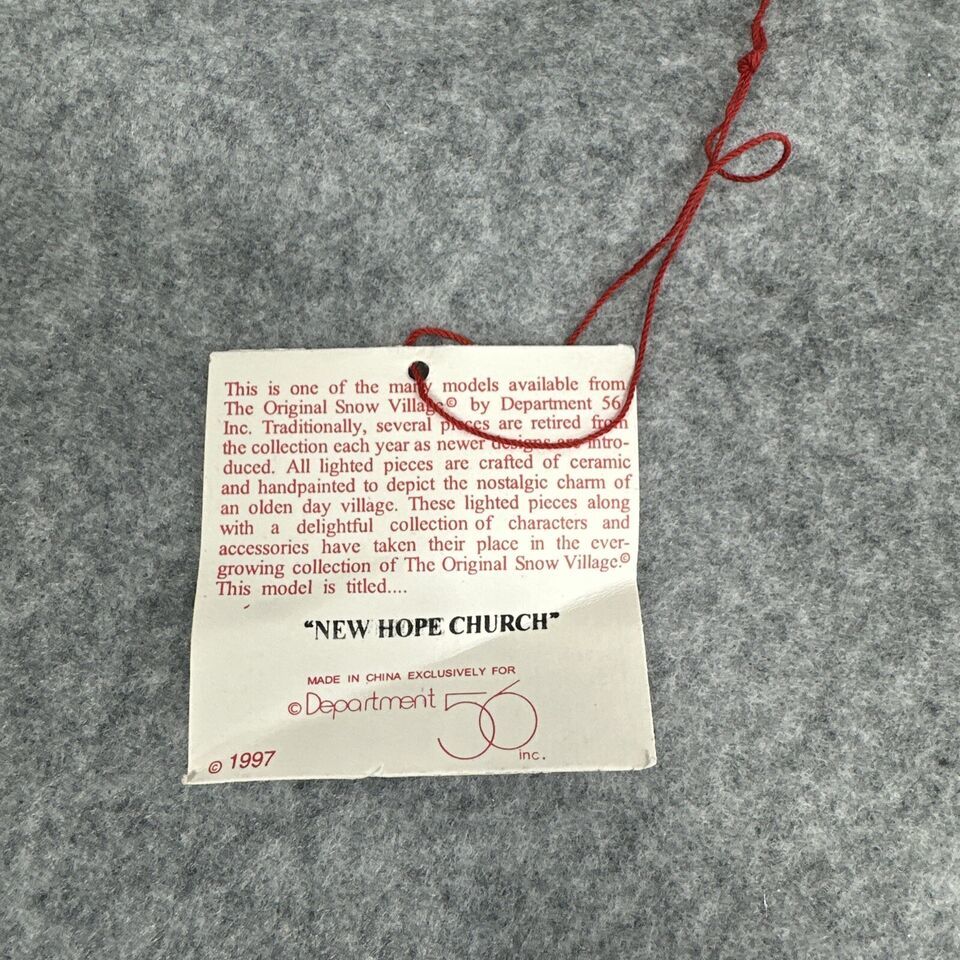 This is one of the many models available from
The Original Snow Village© by Department 56
Inc. Traditionally, several pieces are retired from
the collection each year as newer designs are intro-
duced. All lighted pieces are crafted of ceramic
and handpainted to depict the nostalgic charm of
an olden day village. These lighted pieces along
with a delightful collection of characters and
accessories have taken their place in the ever-
growing collection of The Original Snow Village.©
This model is titled....
“NEW HOPE CHURCH”
MADE IN CHINA EXCLUSIVELY FOR
© Department 56
inc.
© 1997